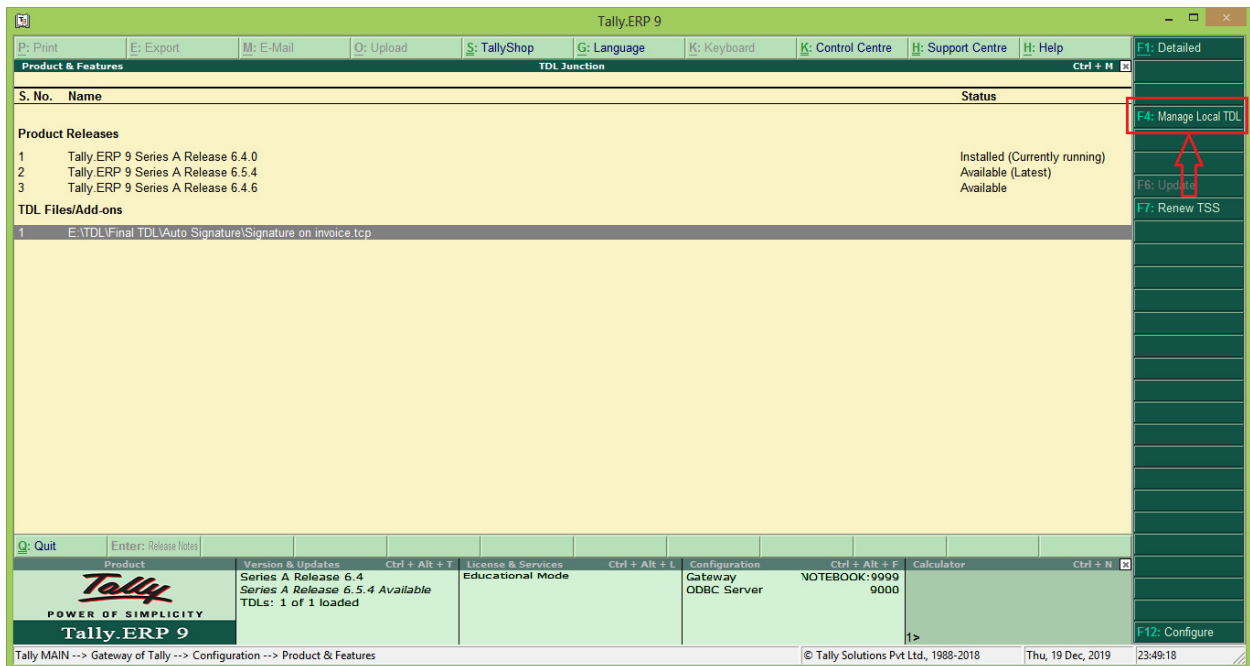 Tally.ERP 9
P: Print E: Export M: E-Mail O: Upload S: TallyShop G: Language K: Keyboard K: Control Centre H: Support Centre H: Help F1: Detailed
Product & Features TDL Junction Ctrl + M
S. No. Name Status
F4: Manage Local TDL
Product Releases
1 Tally.ERP 9 Series A Release 6.4.0 Installed (Currently running)
2 Tally.ERP 9 Series A Release 6.5.4 Available (Latest)
3 Tally.ERP 9 Series A Release 6.4.6 Available
F6: Update
TDL Files/Add-ons
F7: Renew TSS
1 E:\TDL\Final TDL\Auto Signature\Signature on invoice.tcp
Q: Quit Enter: Release Notes
Product Version & Updates Ctrl + Alt + T License & Services Ctrl + Alt + L Configuration Ctrl + Alt + F Calculator Ctrl + N
Series A Release 6.4 Educational Mode Gateway NOTEBOOK:9999
Series A Release 6.5.4 Available ODBC Server 9000
TDLs: 1 of 1 loaded
Tally
POWER OF SIMPLICITY
Tally.ERP 9
1>
F12: Configure
Tally MAIN --> Gateway of Tally --> Configuration --> Product & Features © Tally Solutions Pvt Ltd., 1988-2018 Thu, 19 Dec, 2019 23:49:18